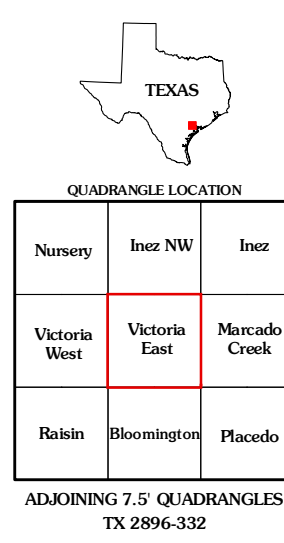 TEXAS
QUADRANGLE LOCATION
Nursery
Inez NW
Inez
Victoria
West
Victoria
East
Marcado
Creek
Raisin
Bloomington
Placedo
ADJOINING 7.5' QUADRANGLES
TX 2896-332